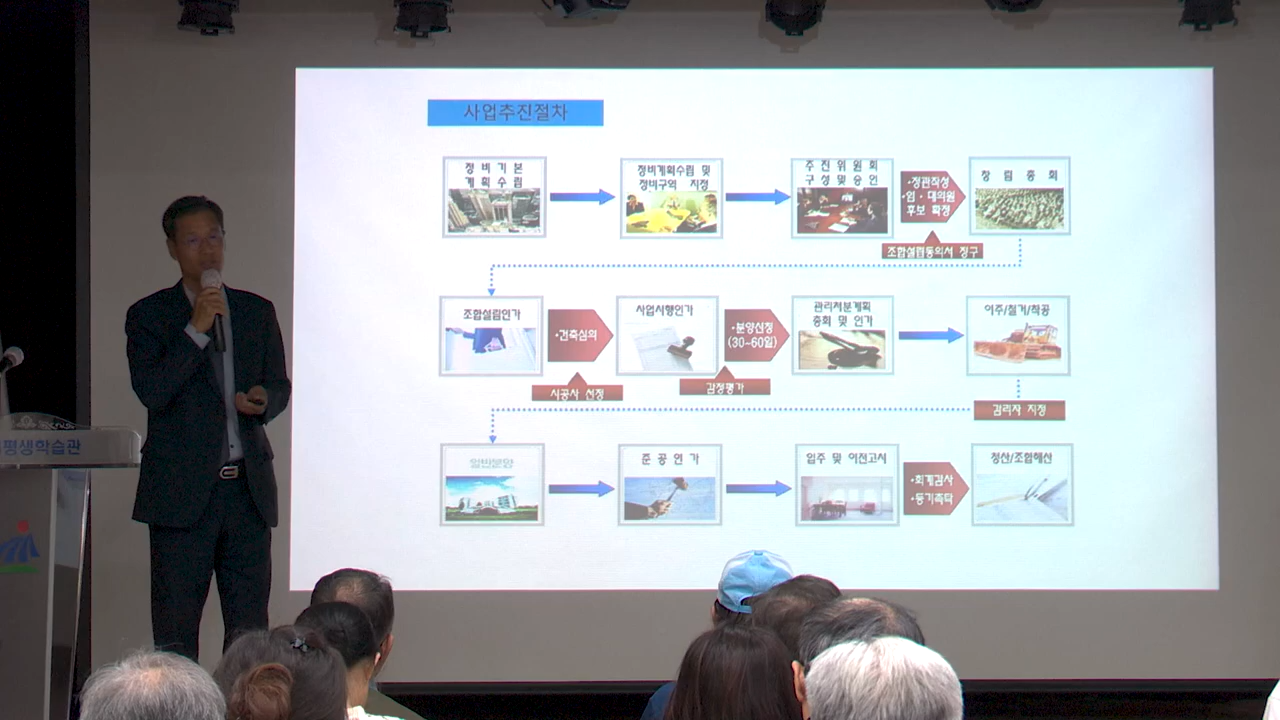 사업추진절차
정 비 기 본
계 획 수 립
정비계획수립 및
정비구역 지정
추 진 위 원 회
구 성 및 승 인
•정관작성
•임・대의원
후보 확정
창 립 총 회
조합설립동의서 징구
조합설립인가
•건축심의
사업시행인가
•분양신청
(30~60일)
관리처분계획
총회 및 인가
이주/철거/착공
시공사 선정
감정평가
감리자 지정
일반분양
준 공 인 가
입주 및 이전고시
•회계감사
•등기촉탁
청산/조합해산
평생학습관